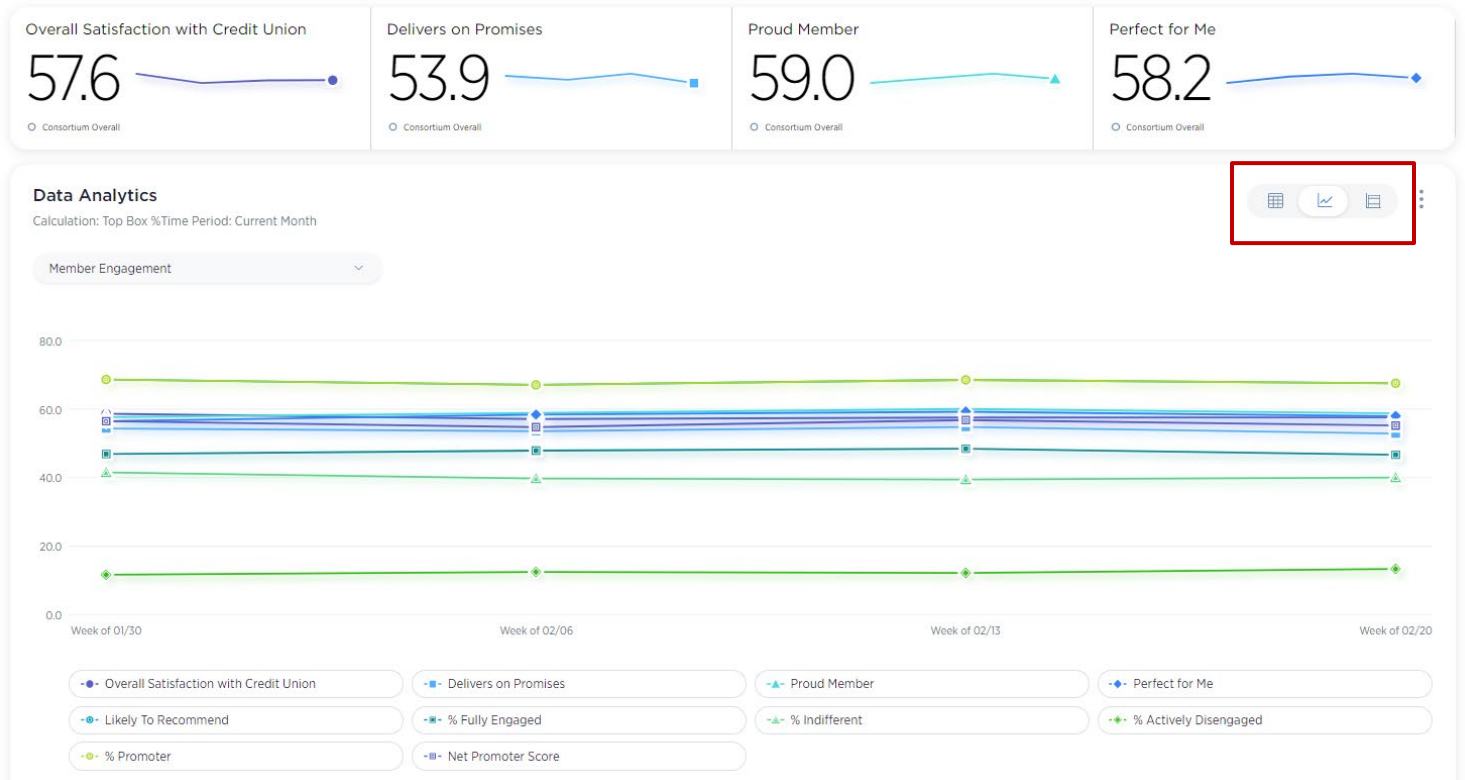 Overall Satisfaction with Credit Union
57.6
Consortium Overall
Delivers on Promises
53.9
Consortium Overall
Proud Member
59.0
Consortium Overall
Perfect for Me
58.2
Consortium Overall
Data Analytics
Calculation: Top Box %Time Period: Current Month
Member Engagement
80.0
60.0
40.0
20.0
0.0
Week of 01/30
Week of 02/06
Week of 02/13
Week of 02/20
Overall Satisfaction with Credit Union
Delivers on Promises
Proud Member
Perfect for Me
Likely To Recommend
% Fully Engaged
% Indifferent
% Actively Disengaged
% Promoter
Net Promoter Score